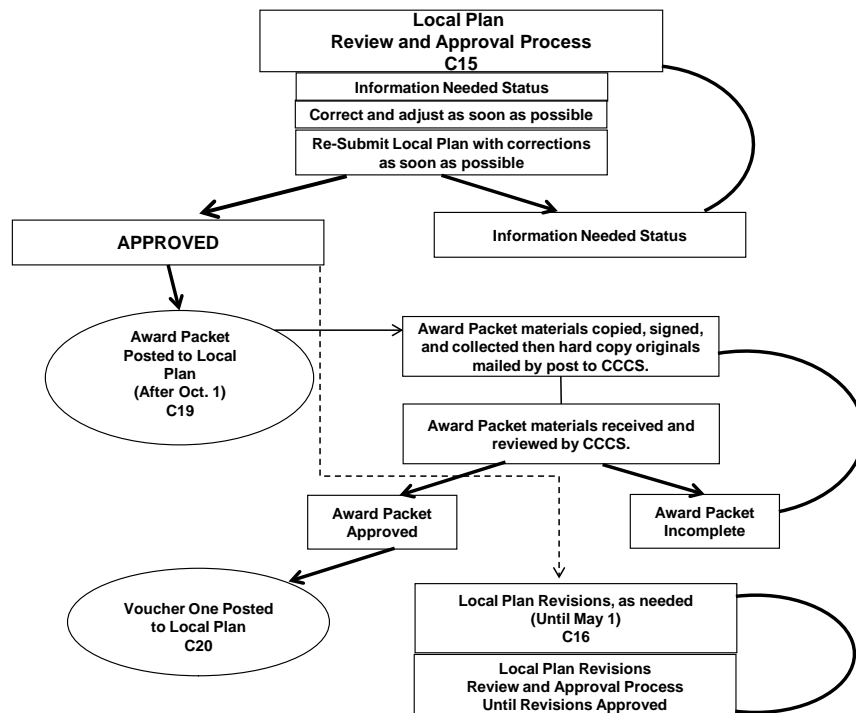 Local Plan
Review and Approval Process
C15
Information Needed Status
Correct and adjust as soon as possible
Re-Submit Local Plan with corrections
as soon as possible
APPROVED
Information Needed Status
Award Packet
Posted to Local
Plan
(After Oct. 1)
C19
Award Packet materials copied, signed,
and collected then hard copy originals
mailed by post to CCCS.
Award Packet materials received and
reviewed by CCCS.
Award Packet
Approved
Award Packet
Incomplete
Voucher One Posted
to Local Plan
C20
Local Plan Revisions, as needed
(Until May 1)
C16
Local Plan Revisions
Review and Approval Process
Until Revisions Approved